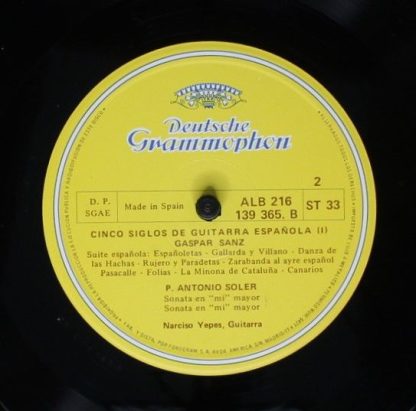 Deutsche
Grammophon
2
D. P.
SGAE
Made in Spain
ALB 216
139 365. B
ST 33
CINCO SIGLOS DE GUITARRA ESPAÑOLA (I)
GASPAR SANZ
Suite española: Españoletas - Gallarda y Villano - Danza de
las Hachas - Rujero y Paradetas - Zarabanda al ayre español
Pasacalle - Folias - La Minona de Cataluña - Canarios
P. ANTONIO SOLER
Sonata en "mi" mayor
Sonata en "mi" mayor
Narciso Yepes, Guitarra